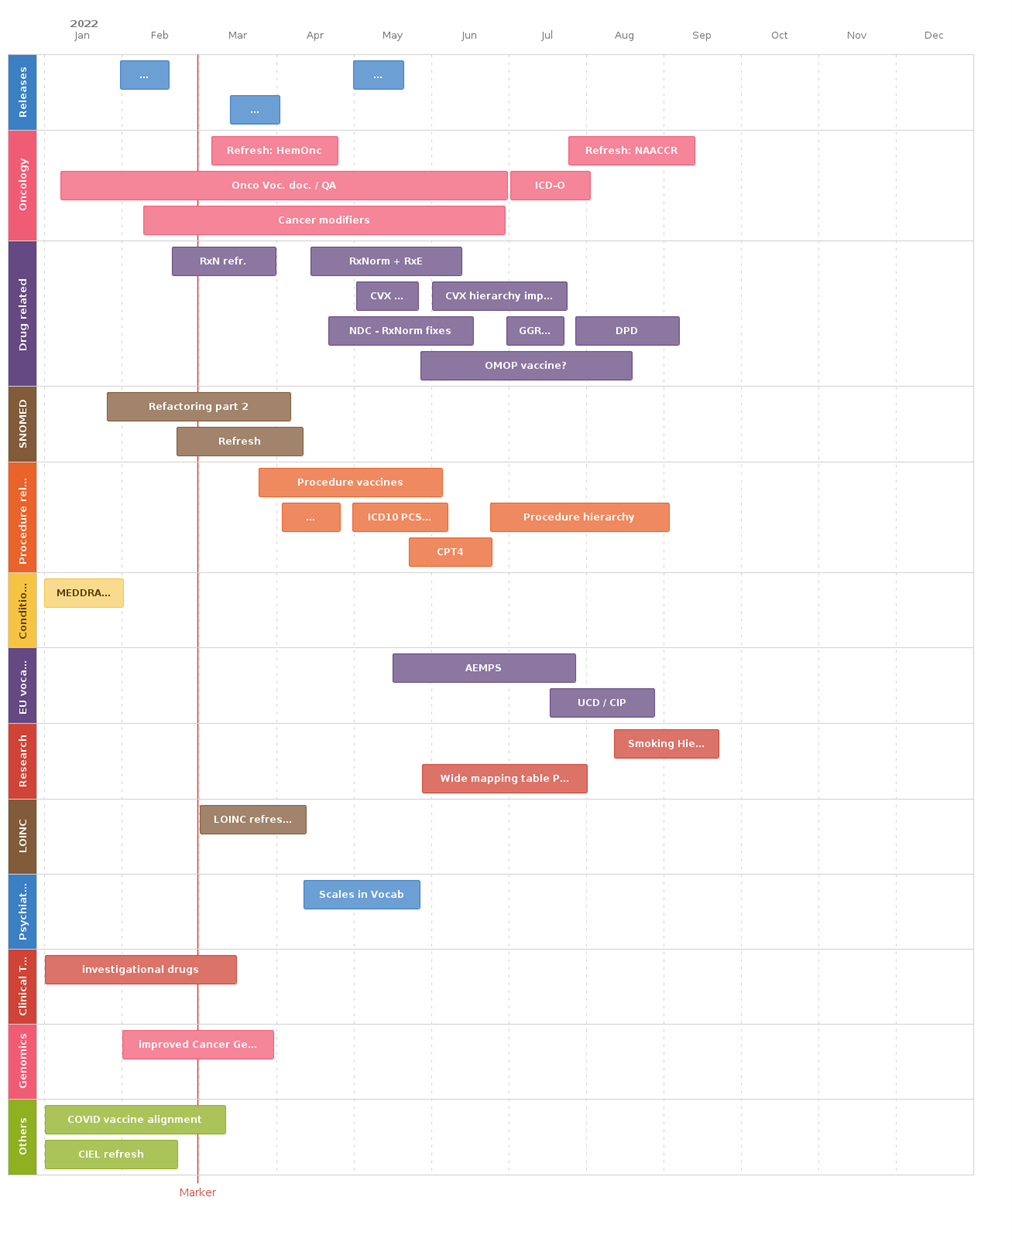 2022
Jan Feb Mar Apr May Jun Jul Aug Sep Oct Nov Dec
Releases
... ...
...
Oncology
Refresh: HemOnc Refresh: NAACCR
Onco Voc. doc. / QA ICD-O
Cancer modifiers
Drug related
RxN refr. RxNorm + RxE
CVX ... CVX hierarchy imp...
NDC - RxNorm fixes GGR... DPD
OMOP vaccine?
SNOMED
Refactoring part 2
Refresh
Procedure rel...
Procedure vaccines
... ICD10 PCS... Procedure hierarchy
CPT4
Conditio...
MEDDRA...
EU voca...
AEMPS
UCD / CIP
Research
Smoking Hie...
Wide mapping table P...
LOINC
LOINC refres...
Psychiat...
Scales in Vocab
Clinical T...
investigational drugs
Genomics
improved Cancer Ge...
Others
COVID vaccine alignment
CIEL refresh
Marker